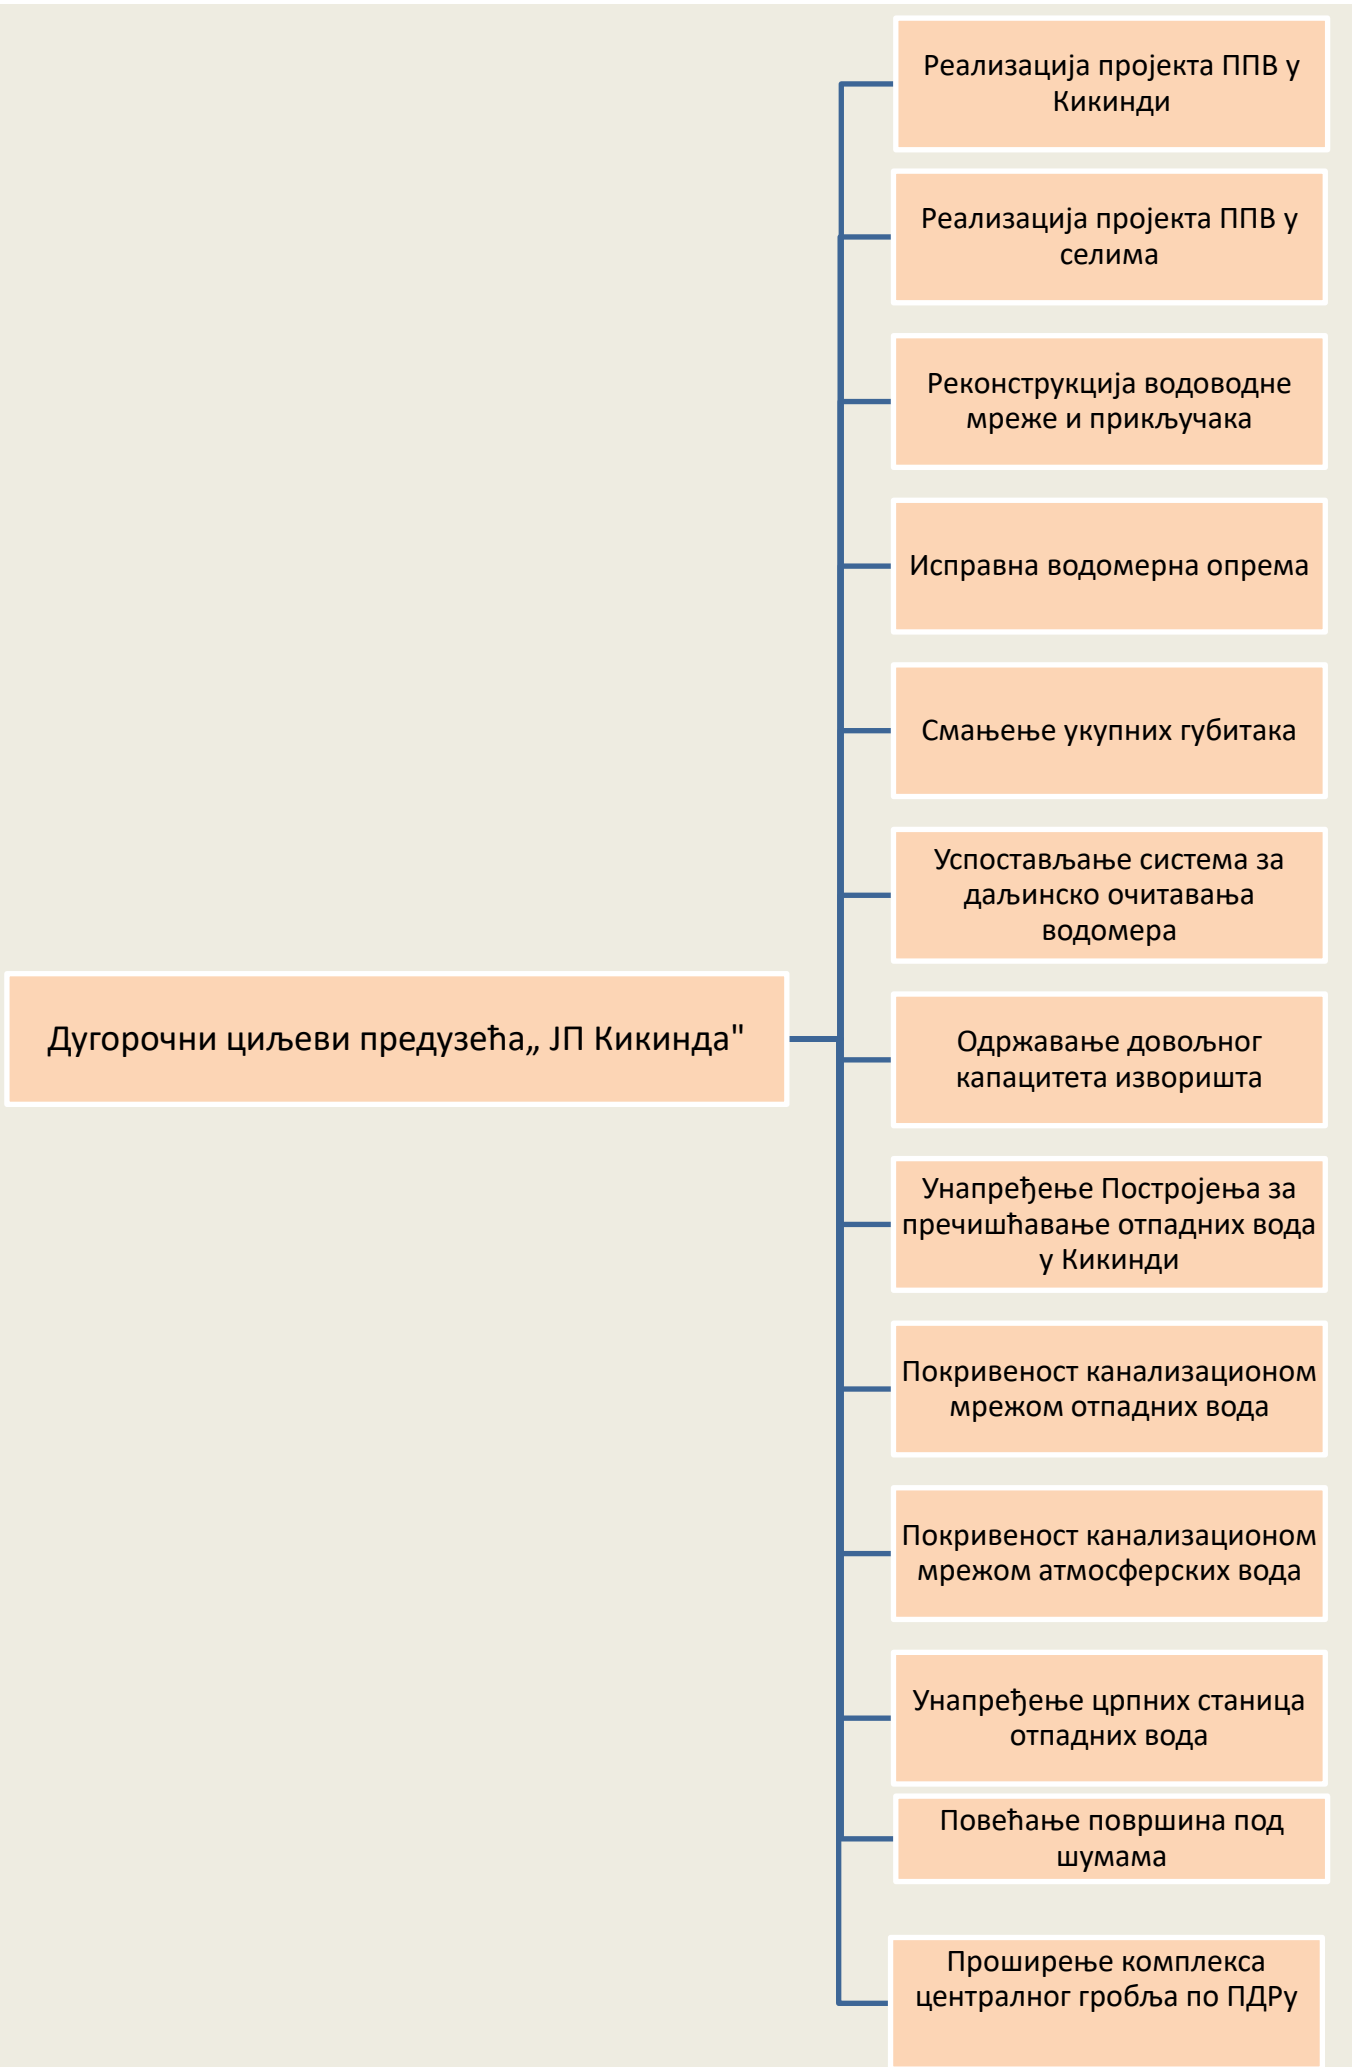 Реализација пројекта ППВ у
Кикинди
Реализација пројекта ППВ у
селима
Реконструкција водоводне
мреже и прикључака
Исправна водомерна опрема
Смањење укупних губитака
Успостављање система за
даљинско очитавања
водомера
Дугорочни циљеви предузећа„ ЈП Кикинда"
Одржавање довољног
капацитета изворишта
Унапређење Постројења за
пречишћавање отпадних вода
у Кикинди
Покривеност канализационом
мрежом отпадних вода
Покривеност канализационом
мрежом атмосферских вода
Унапређење црпних станица
отпадних вода
Повећање површина под
шумама
Проширење комплекса
централног гробља по ПДРу